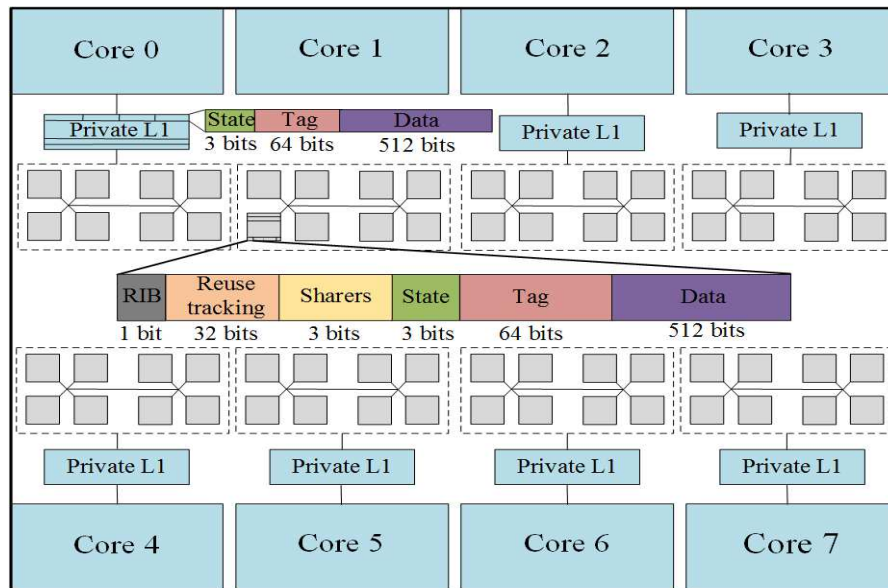 Core 0
Core 1
Core 2
Core 3
Private L1
State
Tag
Data
3 bits
64 bits
512 bits
Private L1
Private L1
RIB
Reuse
tracking
Sharers
State
Tag
Data
1 bit
32 bits
3 bits
3 bits
64 bits
512 bits
Private L1
Private L1
Private L1
Private L1
Core 4
Core 5
Core 6
Core 7